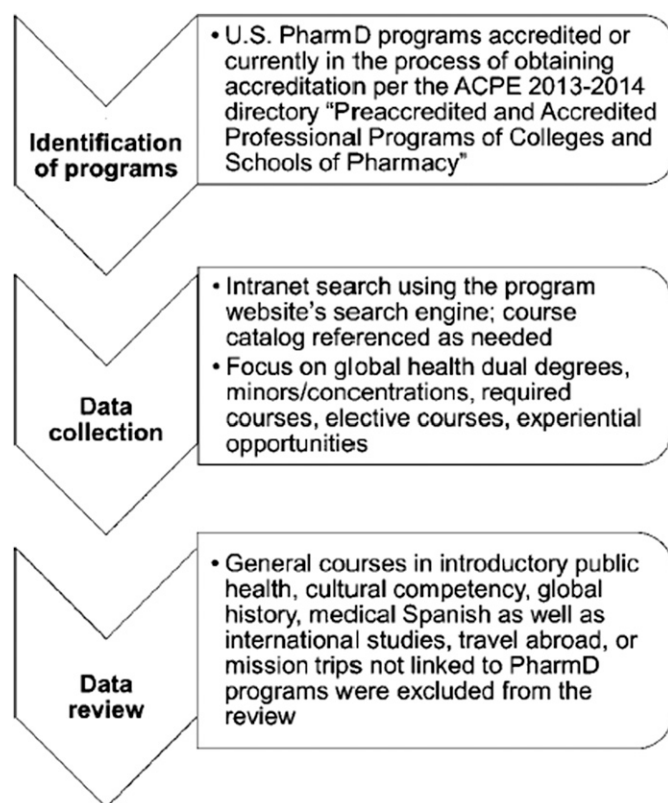 Identification
of programs
• U.S. PharmD programs accredited or
currently in the process of obtaining
accreditation per the ACPE 2013-2014
directory “Preaccredited and Accredited
Professional Programs of Colleges and
Schools of Pharmacy”
Data
collection
• Intranet search using the program
website’s search engine; course
catalog referenced as needed
• Focus on global health dual degrees,
minors/concentrations, required
courses, elective courses, experiential
opportunities
Data
review
• General courses in introductory public
health, cultural competency, global
history, medical Spanish as well as
international studies, travel abroad, or
mission trips not linked to PharmD
programs were excluded from the
review